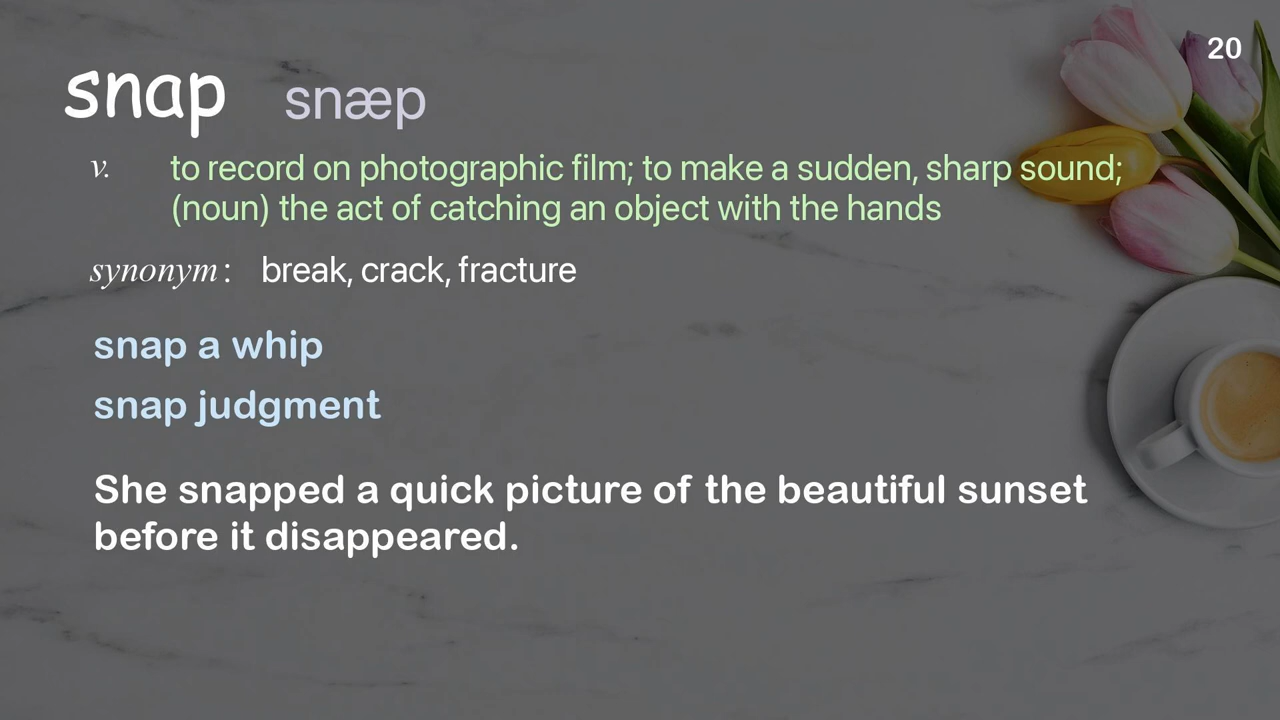 20
snap snæp
v. to record on photographic film; to make a sudden, sharp sound;
(noun) the act of catching an object with the hands
synonym: break, crack, fracture
snap a whip
snap judgment
She snapped a quick picture of the beautiful sunset
before it disappeared.